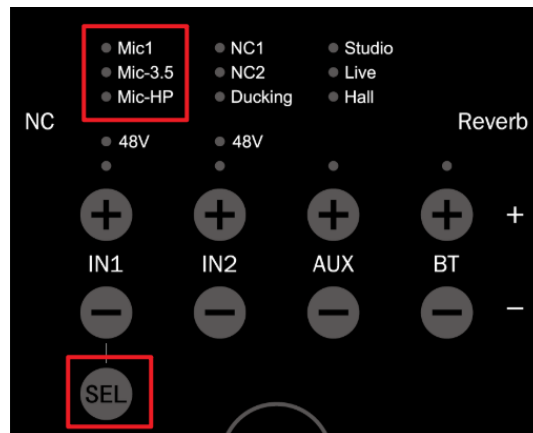 Mic1 NC1 Studio
Mic-3.5 NC2 Live
Mic-HP Ducking Hall
NC Reverb
48V 48V
+ + + + +
IN1 IN2 AUX BT
− − − − −
SEL